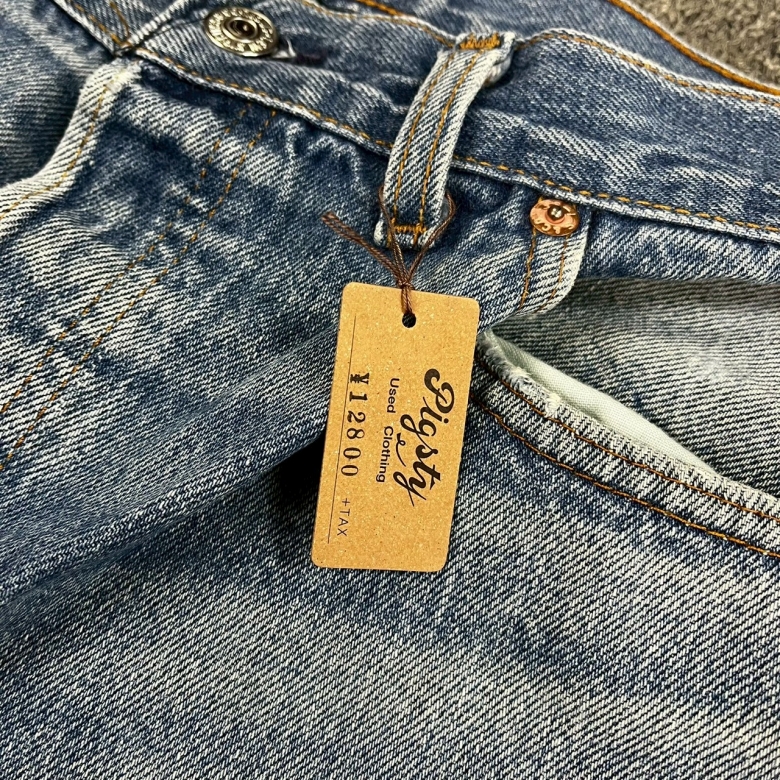 Pigsty
Used Clothing
¥12800
+TAX